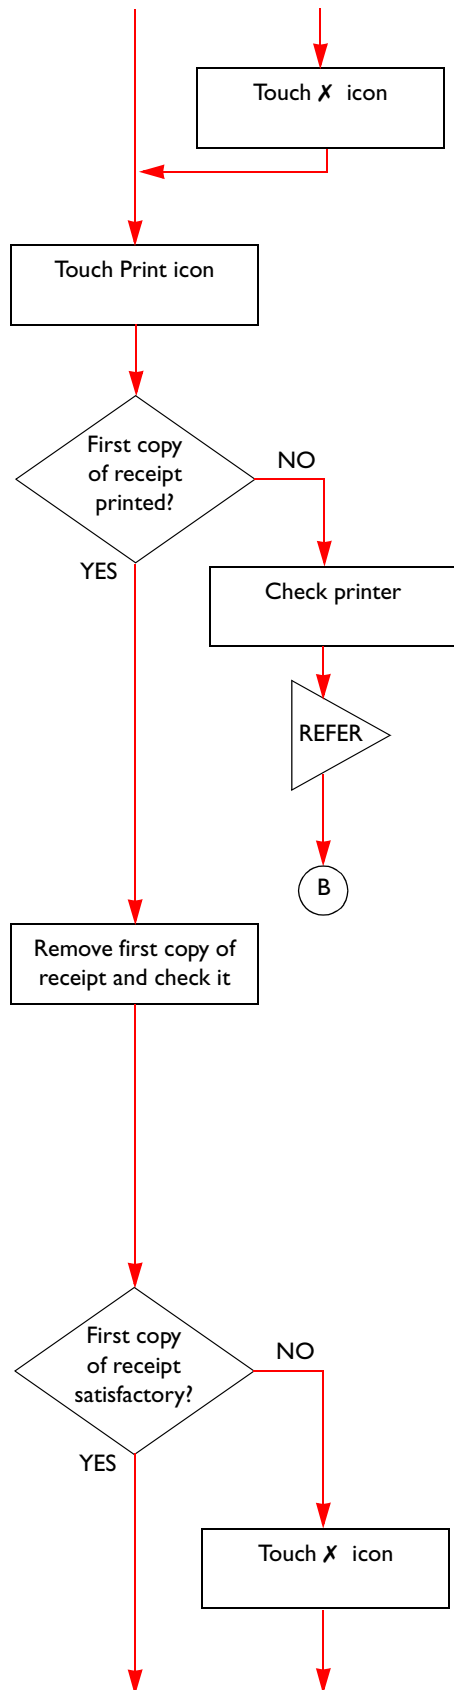 Touch ✗ icon
Touch Print icon
First copy
of receipt
printed?
NO
YES
Check printer
REFER
B
Remove first copy of
receipt and check it
First copy
of receipt
satisfactory?
NO
YES
Touch ✗ icon